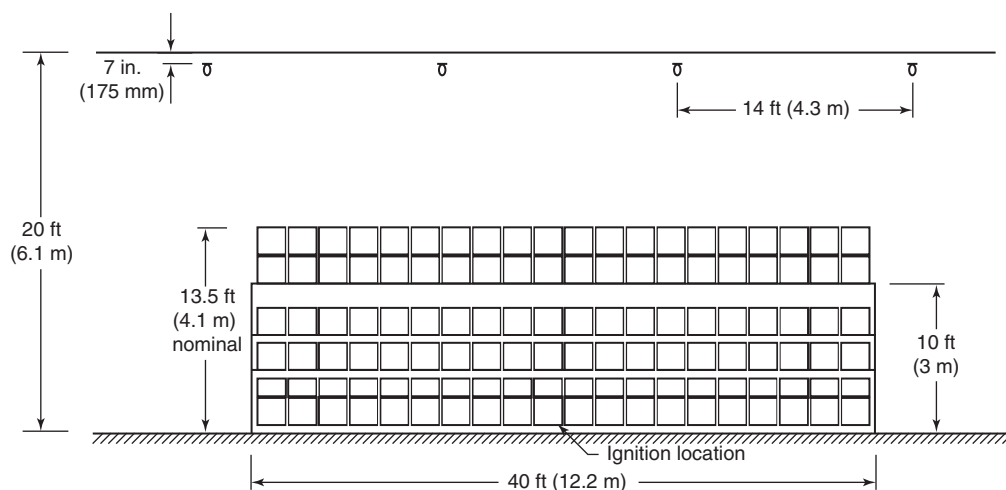 7 in.
(175 mm)
14 ft (4.3 m)
20 ft
(6.1 m)
13.5 ft
(4.1 m)
nominal
10 ft
(3 m)
Ignition location
40 ft (12.2 m)